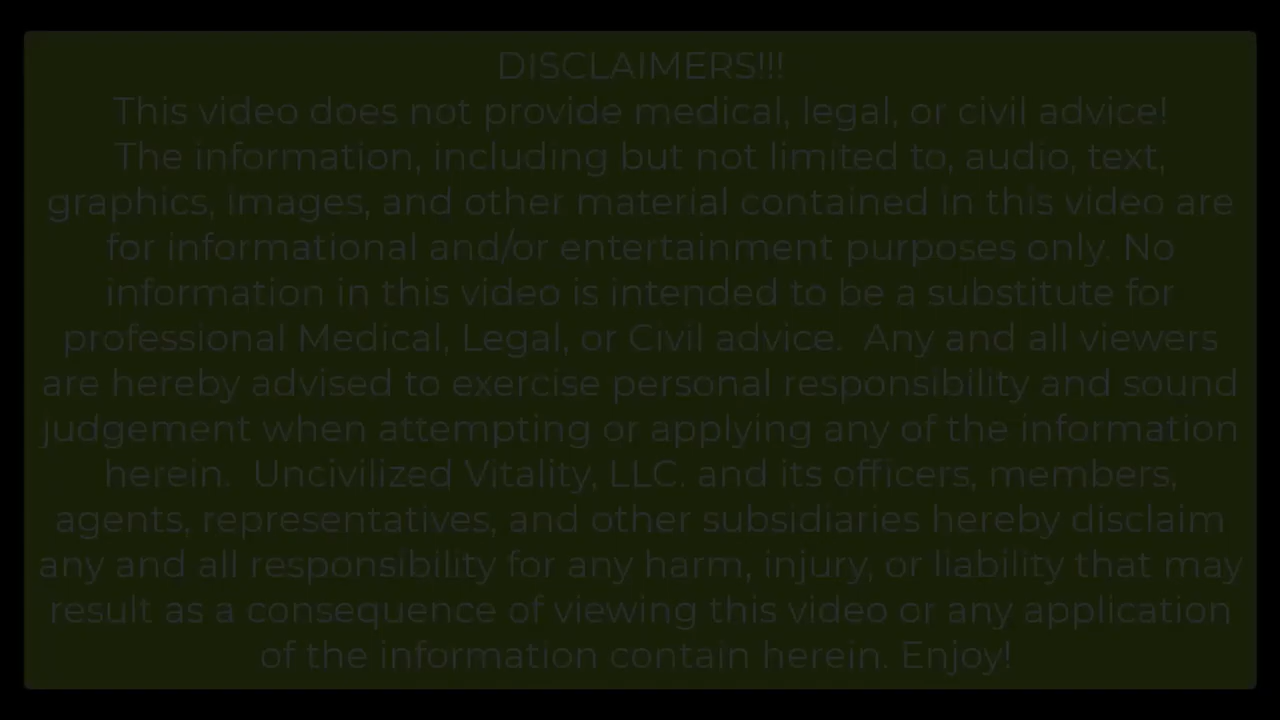 DISCLAIMERS!!!
This video does not provide medical, legal, or civil advice!
The information, including but not limited to, audio, text,
graphics, images, and other material contained in this video are
for informational and/or entertainment purposes only. No
information in this video is intended to be a substitute for
professional Medical, Legal, or Civil advice.  Any and all viewers
are hereby advised to exercise personal responsibility and sound
judgement when attempting or applying any of the information
herein.  Uncivilized Vitality, LLC. and its officers, members,
agents, representatives, and other subsidiaries hereby disclaim
any and all responsibility for any harm, injury, or liability that may
result as a consequence of viewing this video or any application
of the information contain herein. Enjoy!